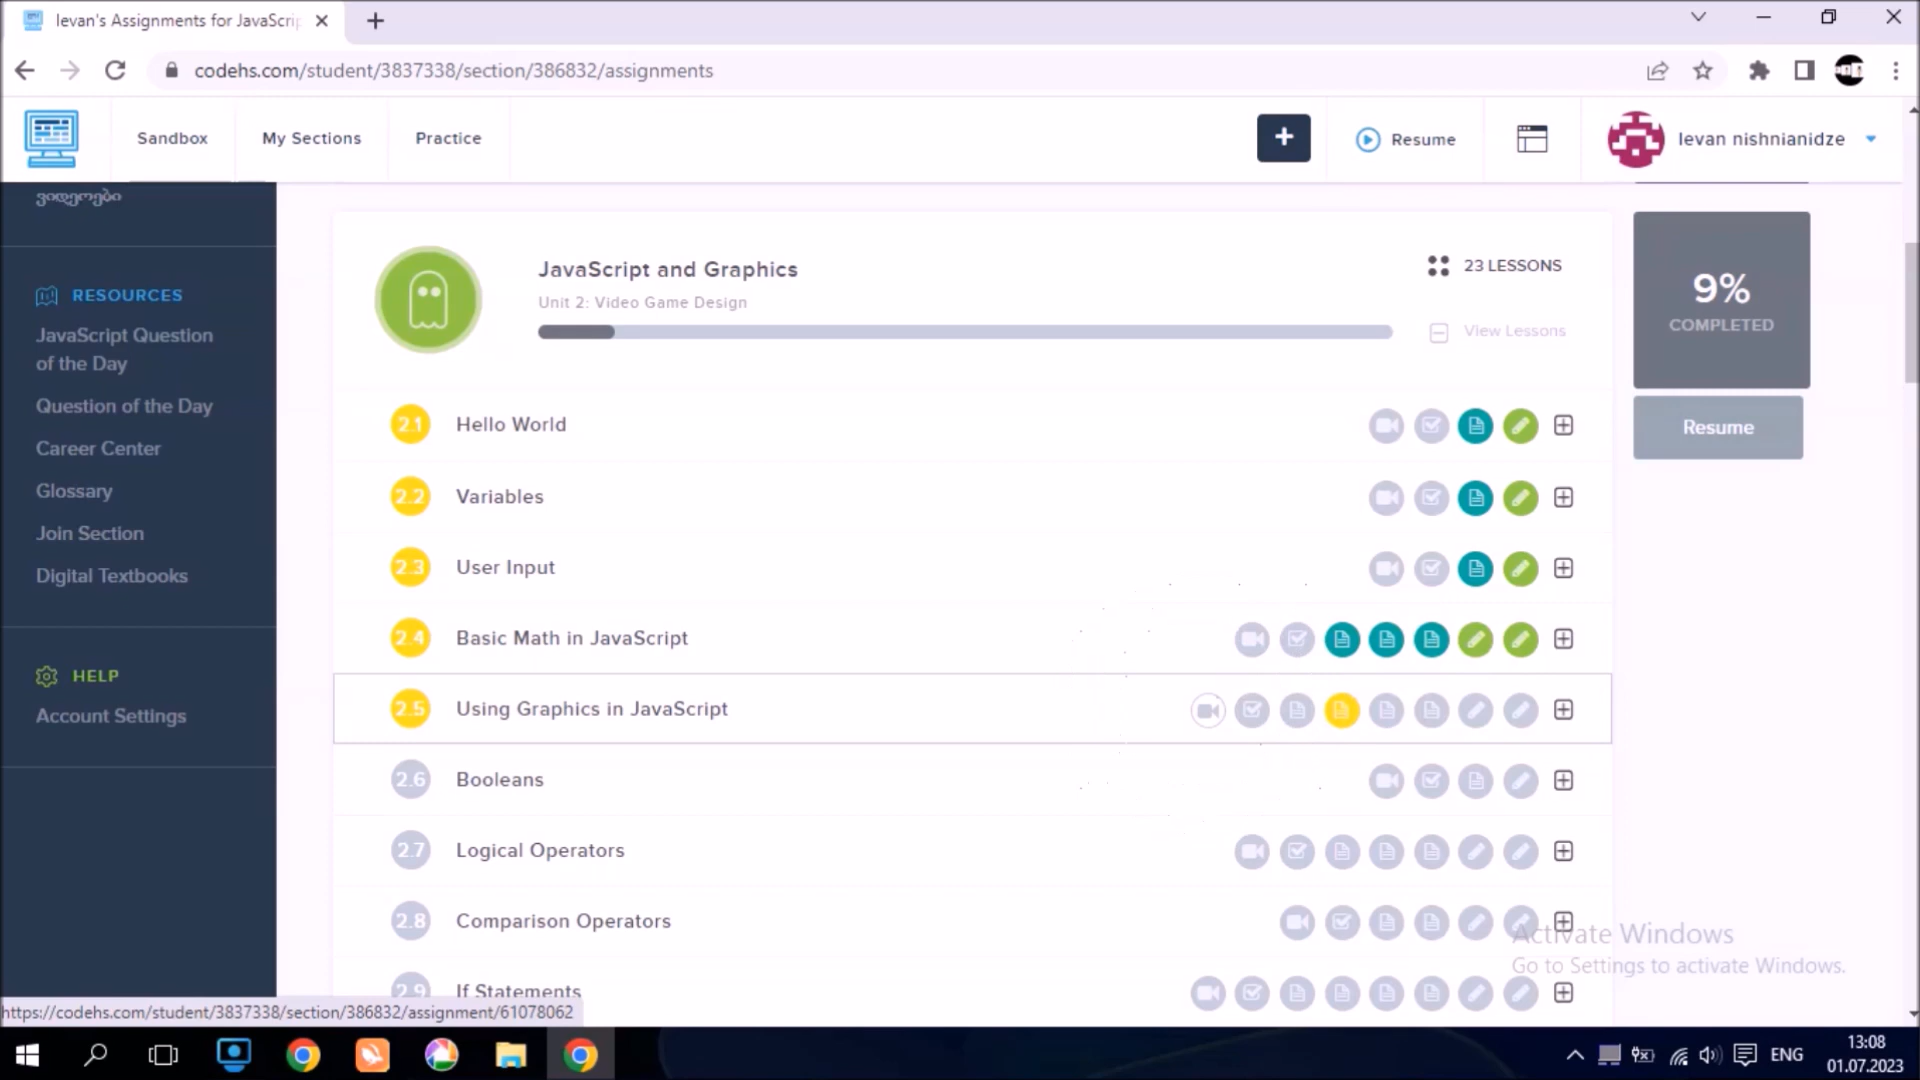 levan's Assignments for JavaScrip
codehs.com/student/3837338/section/386832/assignments
Sandbox
My Sections
Practice
+
Resume
levan nishnianidze
ვიდეოები
RESOURCES
JavaScript Question
of the Day
Question of the Day
Career Center
Glossary
Join Section
Digital Textbooks
HELP
Account Settings
JavaScript and Graphics
Unit 2: Video Game Design
23 LESSONS
View Lessons
9%
COMPLETED
Resume
2.1 Hello World
2.2 Variables
2.3 User Input
2.4 Basic Math in JavaScript
2.5 Using Graphics in JavaScript
2.6 Booleans
2.7 Logical Operators
2.8 Comparison Operators
2.9 If Statements
Activate Windows
Go to Settings to activate Windows.
https://codehs.com/student/3837338/section/386832/assignment/61078062
ENG
13:08
01.07.2023